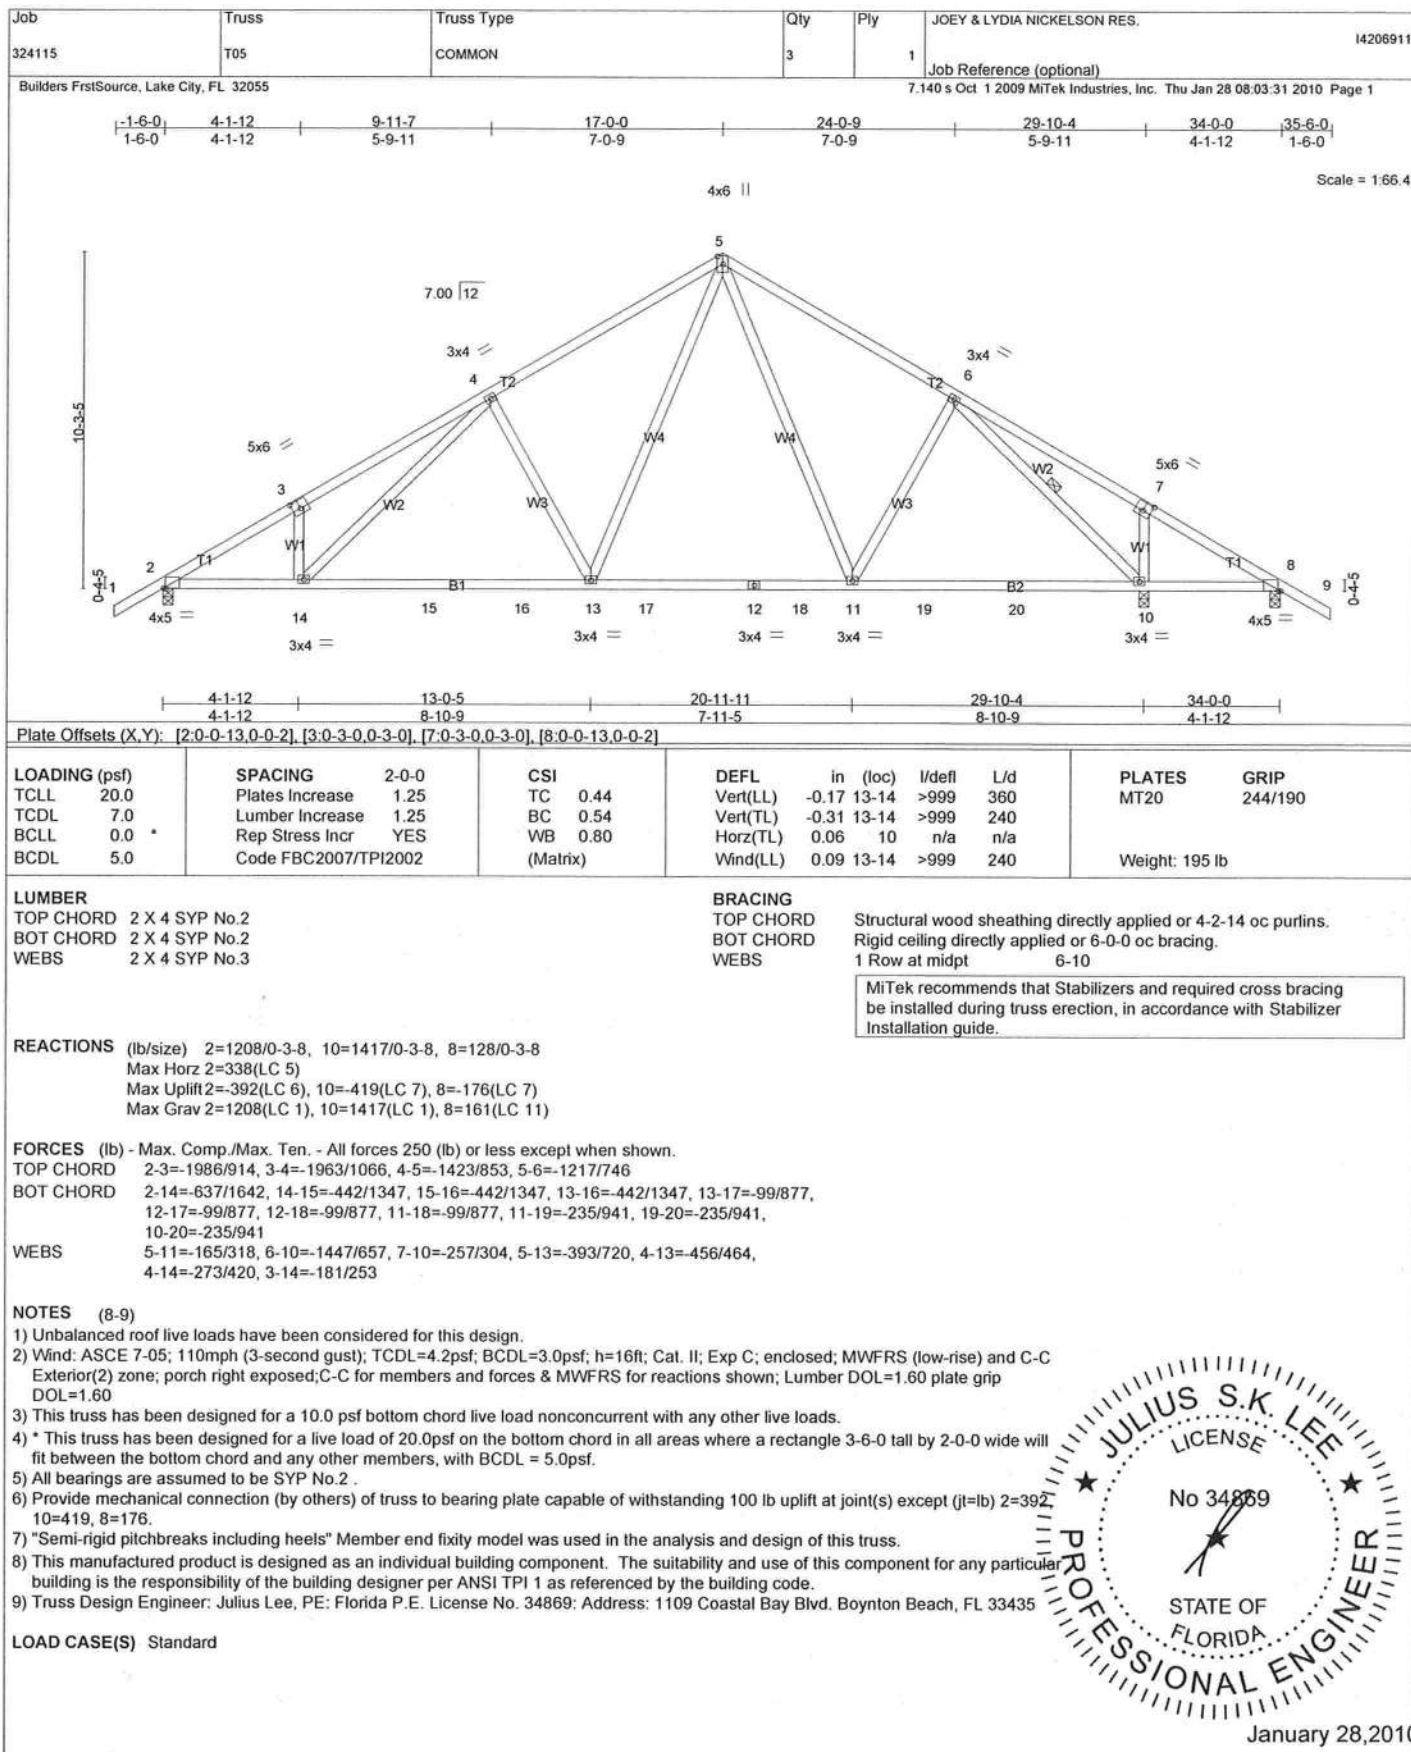 Job Truss Truss Type Qty Ply JOEY & LYDIA NICKELSON RES.
I4206911
324115 T05 COMMON 3 1
Job Reference (optional)
Builders FrstSource, Lake City, FL 32055 7.140 s Oct 1 2009 MiTek Industries, Inc. Thu Jan 28 08:03:31 2010 Page 1
-1-6-0 4-1-12 9-11-7 17-0-0 24-0-9 29-10-4 34-0-0 35-6-0
1-6-0 4-1-12 5-9-11 7-0-9 7-0-9 5-9-11 4-1-12 1-6-0
Scale = 1:66.4
4x6 ||
5
7.00 12
3x4 = 3x4 =
4 T2 T2 6
10-3-5
5x6 = W4 W4 5x6 =
W2
3 7
W2 W3 W3
W1 W1
2 T1 T1 8
0-4-5 1 B1 B2 9 0-4-5
4x5 = 14 15 16 13 17 12 18 11 19 20 10 4x5 =
3x4 = 3x4 = 3x4 = 3x4 = 3x4 =
4-1-12 13-0-5 20-11-11 29-10-4 34-0-0
4-1-12 8-10-9 7-11-5 8-10-9 4-1-12
Plate Offsets (X,Y): [2:0-0-13,0-0-2], [3:0-3-0,0-3-0], [7:0-3-0,0-3-0], [8:0-0-13,0-0-2]
LOADING (psf) SPACING 2-0-0 CSI DEFL in (loc) l/defl L/d PLATES GRIP
TCLL 20.0 Plates Increase 1.25 TC 0.44 Vert(LL) -0.17 13-14 >999 360 MT20 244/190
TCDL 7.0 Lumber Increase 1.25 BC 0.54 Vert(TL) -0.31 13-14 >999 240
BCLL 0.0 * Rep Stress Incr YES WB 0.80 Horz(TL) 0.06 10 n/a n/a
BCDL 5.0 Code FBC2007/TPI2002 (Matrix) Wind(LL) 0.09 13-14 >999 240 Weight: 195 lb
LUMBER BRACING
TOP CHORD 2 X 4 SYP No.2 TOP CHORD Structural wood sheathing directly applied or 4-2-14 oc purlins.
BOT CHORD 2 X 4 SYP No.2 BOT CHORD Rigid ceiling directly applied or 6-0-0 oc bracing.
WEBS 2 X 4 SYP No.3 WEBS 1 Row at midpt 6-10
MiTek recommends that Stabilizers and required cross bracing
be installed during truss erection, in accordance with Stabilizer
Installation guide.
REACTIONS (lb/size) 2=1208/0-3-8, 10=1417/0-3-8, 8=128/0-3-8
Max Horz 2=338(LC 5)
Max Uplift2=-392(LC 6), 10=-419(LC 7), 8=-176(LC 7)
Max Grav 2=1208(LC 1), 10=1417(LC 1), 8=161(LC 11)
FORCES (lb) - Max. Comp./Max. Ten. - All forces 250 (lb) or less except when shown.
TOP CHORD 2-3=-1986/914, 3-4=-1963/1066, 4-5=-1423/853, 5-6=-1217/746
BOT CHORD 2-14=-637/1642, 14-15=-442/1347, 15-16=-442/1347, 13-16=-442/1347, 13-17=-99/877,
12-17=-99/877, 12-18=-99/877, 11-18=-99/877, 11-19=-235/941, 19-20=-235/941,
10-20=-235/941
WEBS 5-11=-165/318, 6-10=-1447/657, 7-10=-257/304, 5-13=-393/720, 4-13=-456/464,
4-14=-273/420, 3-14=-181/253
NOTES (8-9)
1) Unbalanced roof live loads have been considered for this design.
2) Wind: ASCE 7-05; 110mph (3-second gust); TCDL=4.2psf; BCDL=3.0psf; h=16ft; Cat. II; Exp C; enclosed; MWFRS (low-rise) and C-C
Exterior(2) zone; porch right exposed;C-C for members and forces & MWFRS for reactions shown; Lumber DOL=1.60 plate grip
DOL=1.60
3) This truss has been designed for a 10.0 psf bottom chord live load nonconcurrent with any other live loads.
4) * This truss has been designed for a live load of 20.0psf on the bottom chord in all areas where a rectangle 3-6-0 tall by 2-0-0 wide will
fit between the bottom chord and any other members, with BCDL = 5.0psf.
5) All bearings are assumed to be SYP No.2 .
6) Provide mechanical connection (by others) of truss to bearing plate capable of withstanding 100 lb uplift at joint(s) except (jt=lb) 2=392,
10=419, 8=176.
7) "Semi-rigid pitchbreaks including heels" Member end fixity model was used in the analysis and design of this truss.
8) This manufactured product is designed as an individual building component. The suitability and use of this component for any particular
building is the responsibility of the building designer per ANSI TPI 1 as referenced by the building code.
9) Truss Design Engineer: Julius Lee, PE: Florida P.E. License No. 34869: Address: 1109 Coastal Bay Blvd. Boynton Beach, FL 33435
LOAD CASE(S) Standard
JULIUS S.K. LEE
LICENSE
No 34869
STATE OF
FLORIDA
PROFESSIONAL ENGINEER
January 28,2010